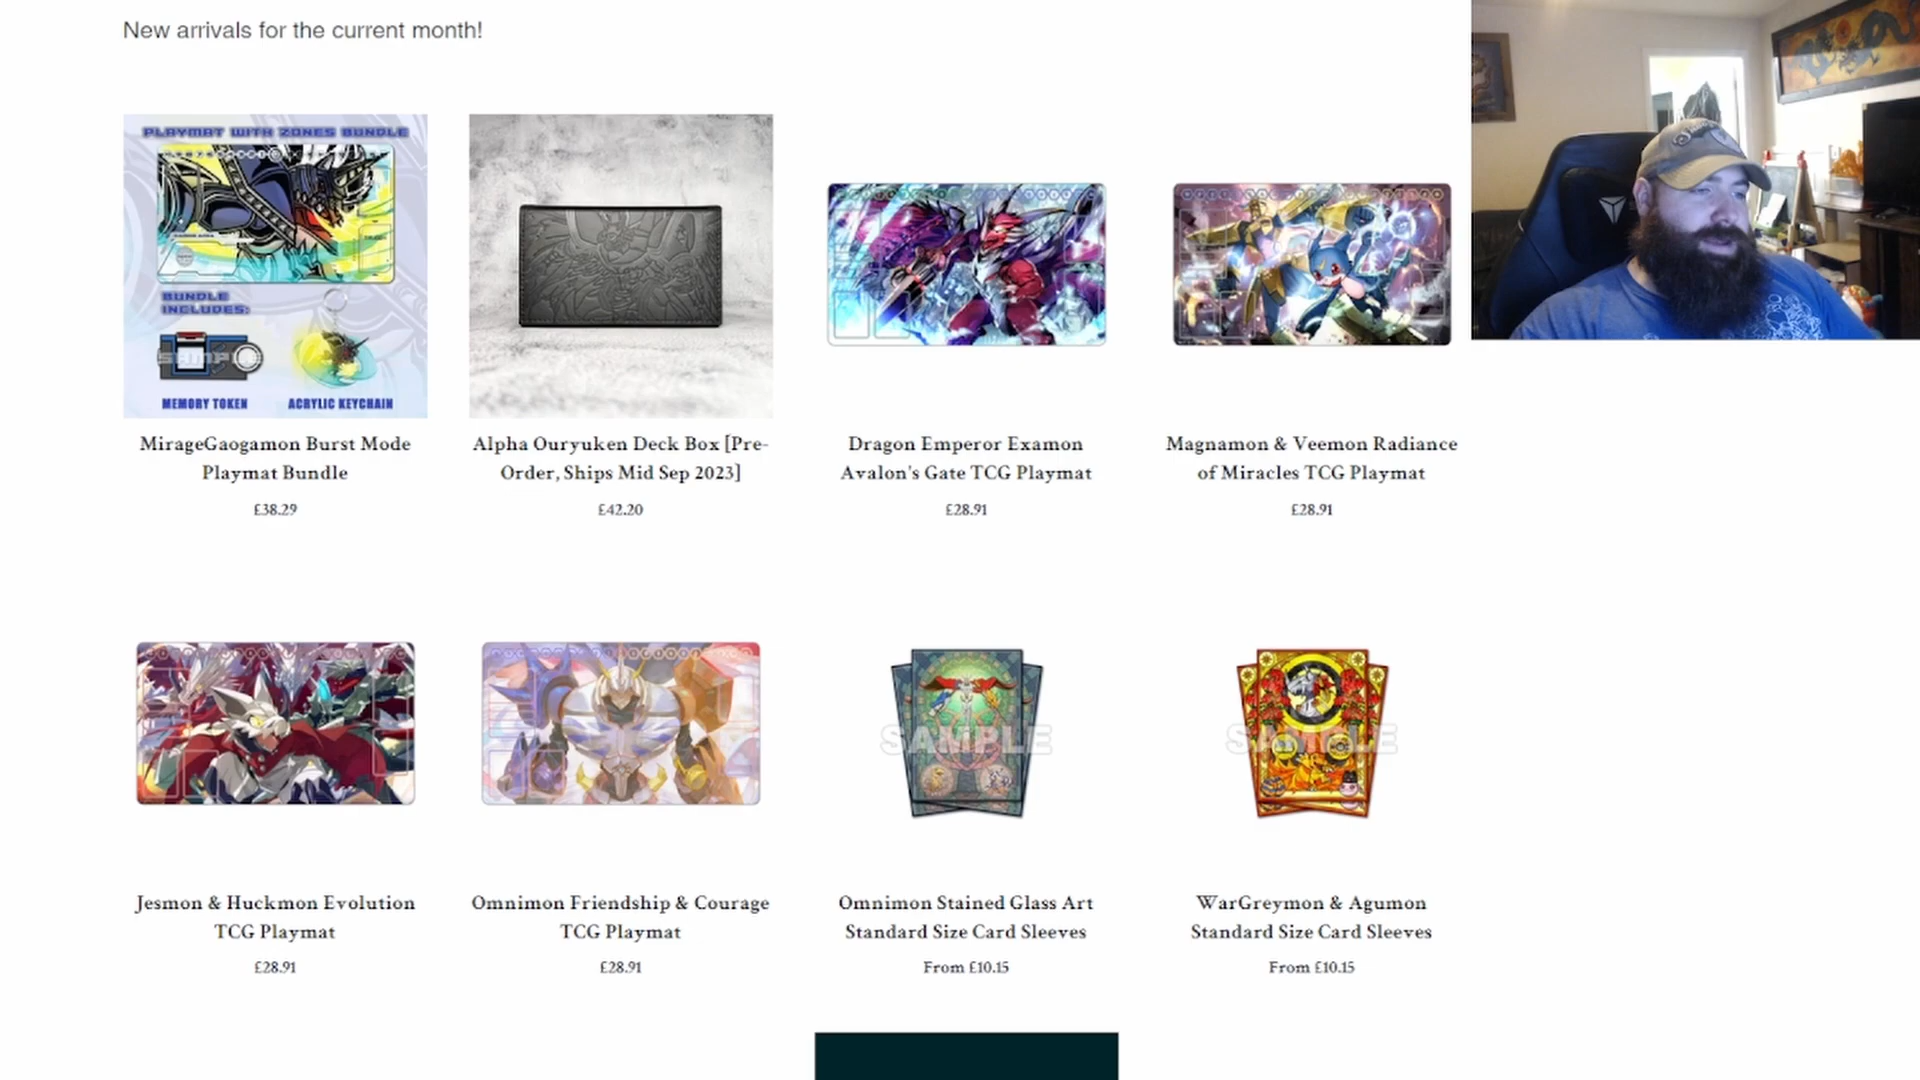 New arrivals for the current month!
PLAYMAT WITH ZONES BUNDLE
BUNDLE
INCLUDES:
SAMPLE
MEMORY TOKEN
ACRYLIC KEYCHAIN
MirageGaogamon Burst Mode
Playmat Bundle
£38.29
Alpha Ouryuken Deck Box [Pre-
Order, Ships Mid Sep 2023]
£42.20
Dragon Emperor Examon
Avalon's Gate TCG Playmat
£28.91
Magnamon & Veemon Radiance
of Miracles TCG Playmat
£28.91
Jesmon & Huckmon Evolution
TCG Playmat
£28.91
Omnimon Friendship & Courage
TCG Playmat
£28.91
SAMPLE
Omnimon Stained Glass Art
Standard Size Card Sleeves
From £10.15
SAMPLE
WarGreymon & Agumon
Standard Size Card Sleeves
From £10.15